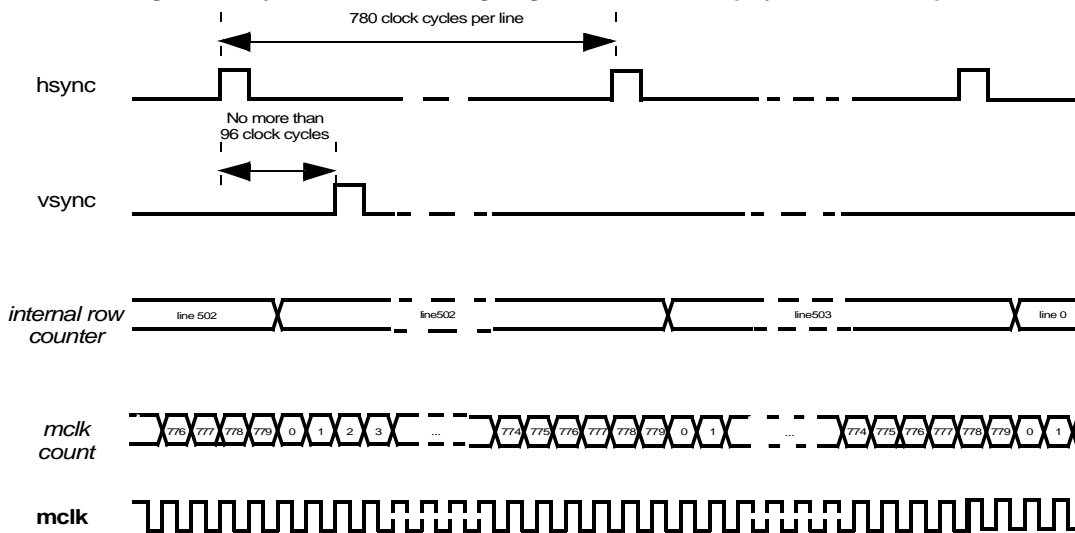 780 clock cycles per line
hsync
No more than
96 clock cycles
vsync
internal row
counter
line 502
line502
line503
line 0
mclk
count
776 777 778 779 0 1 2 3 ... 774 775 776 777 778 779 0 1 ... 774 775 776 777 778 779 0 1
mclk